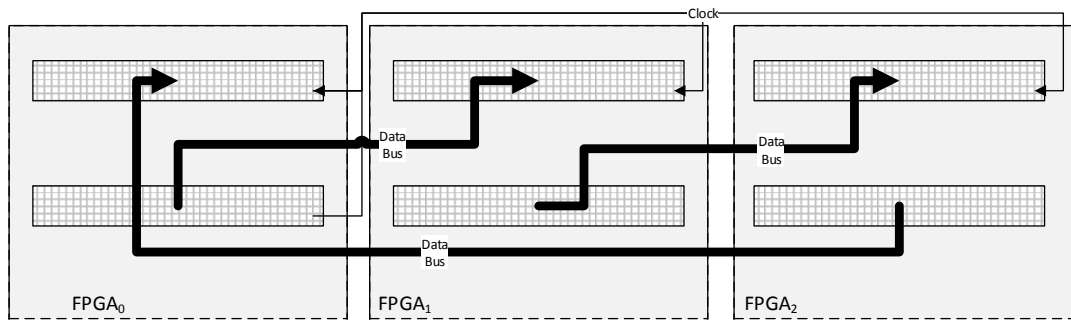 Clock
Data
Bus
Data
Bus
Data
Bus
FPGA₀
FPGA₁
FPGA₂